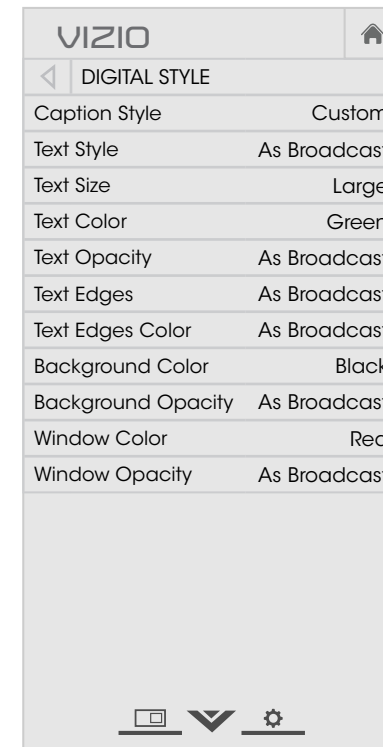 VIZIO
DIGITAL STYLE
Caption Style Custom
Text Style As Broadcast
Text Size Large
Text Color Green
Text Opacity As Broadcast
Text Edges As Broadcast
Text Edges Color As Broadcast
Background Color Black
Background Opacity As Broadcast
Window Color Red
Window Opacity As Broadcast